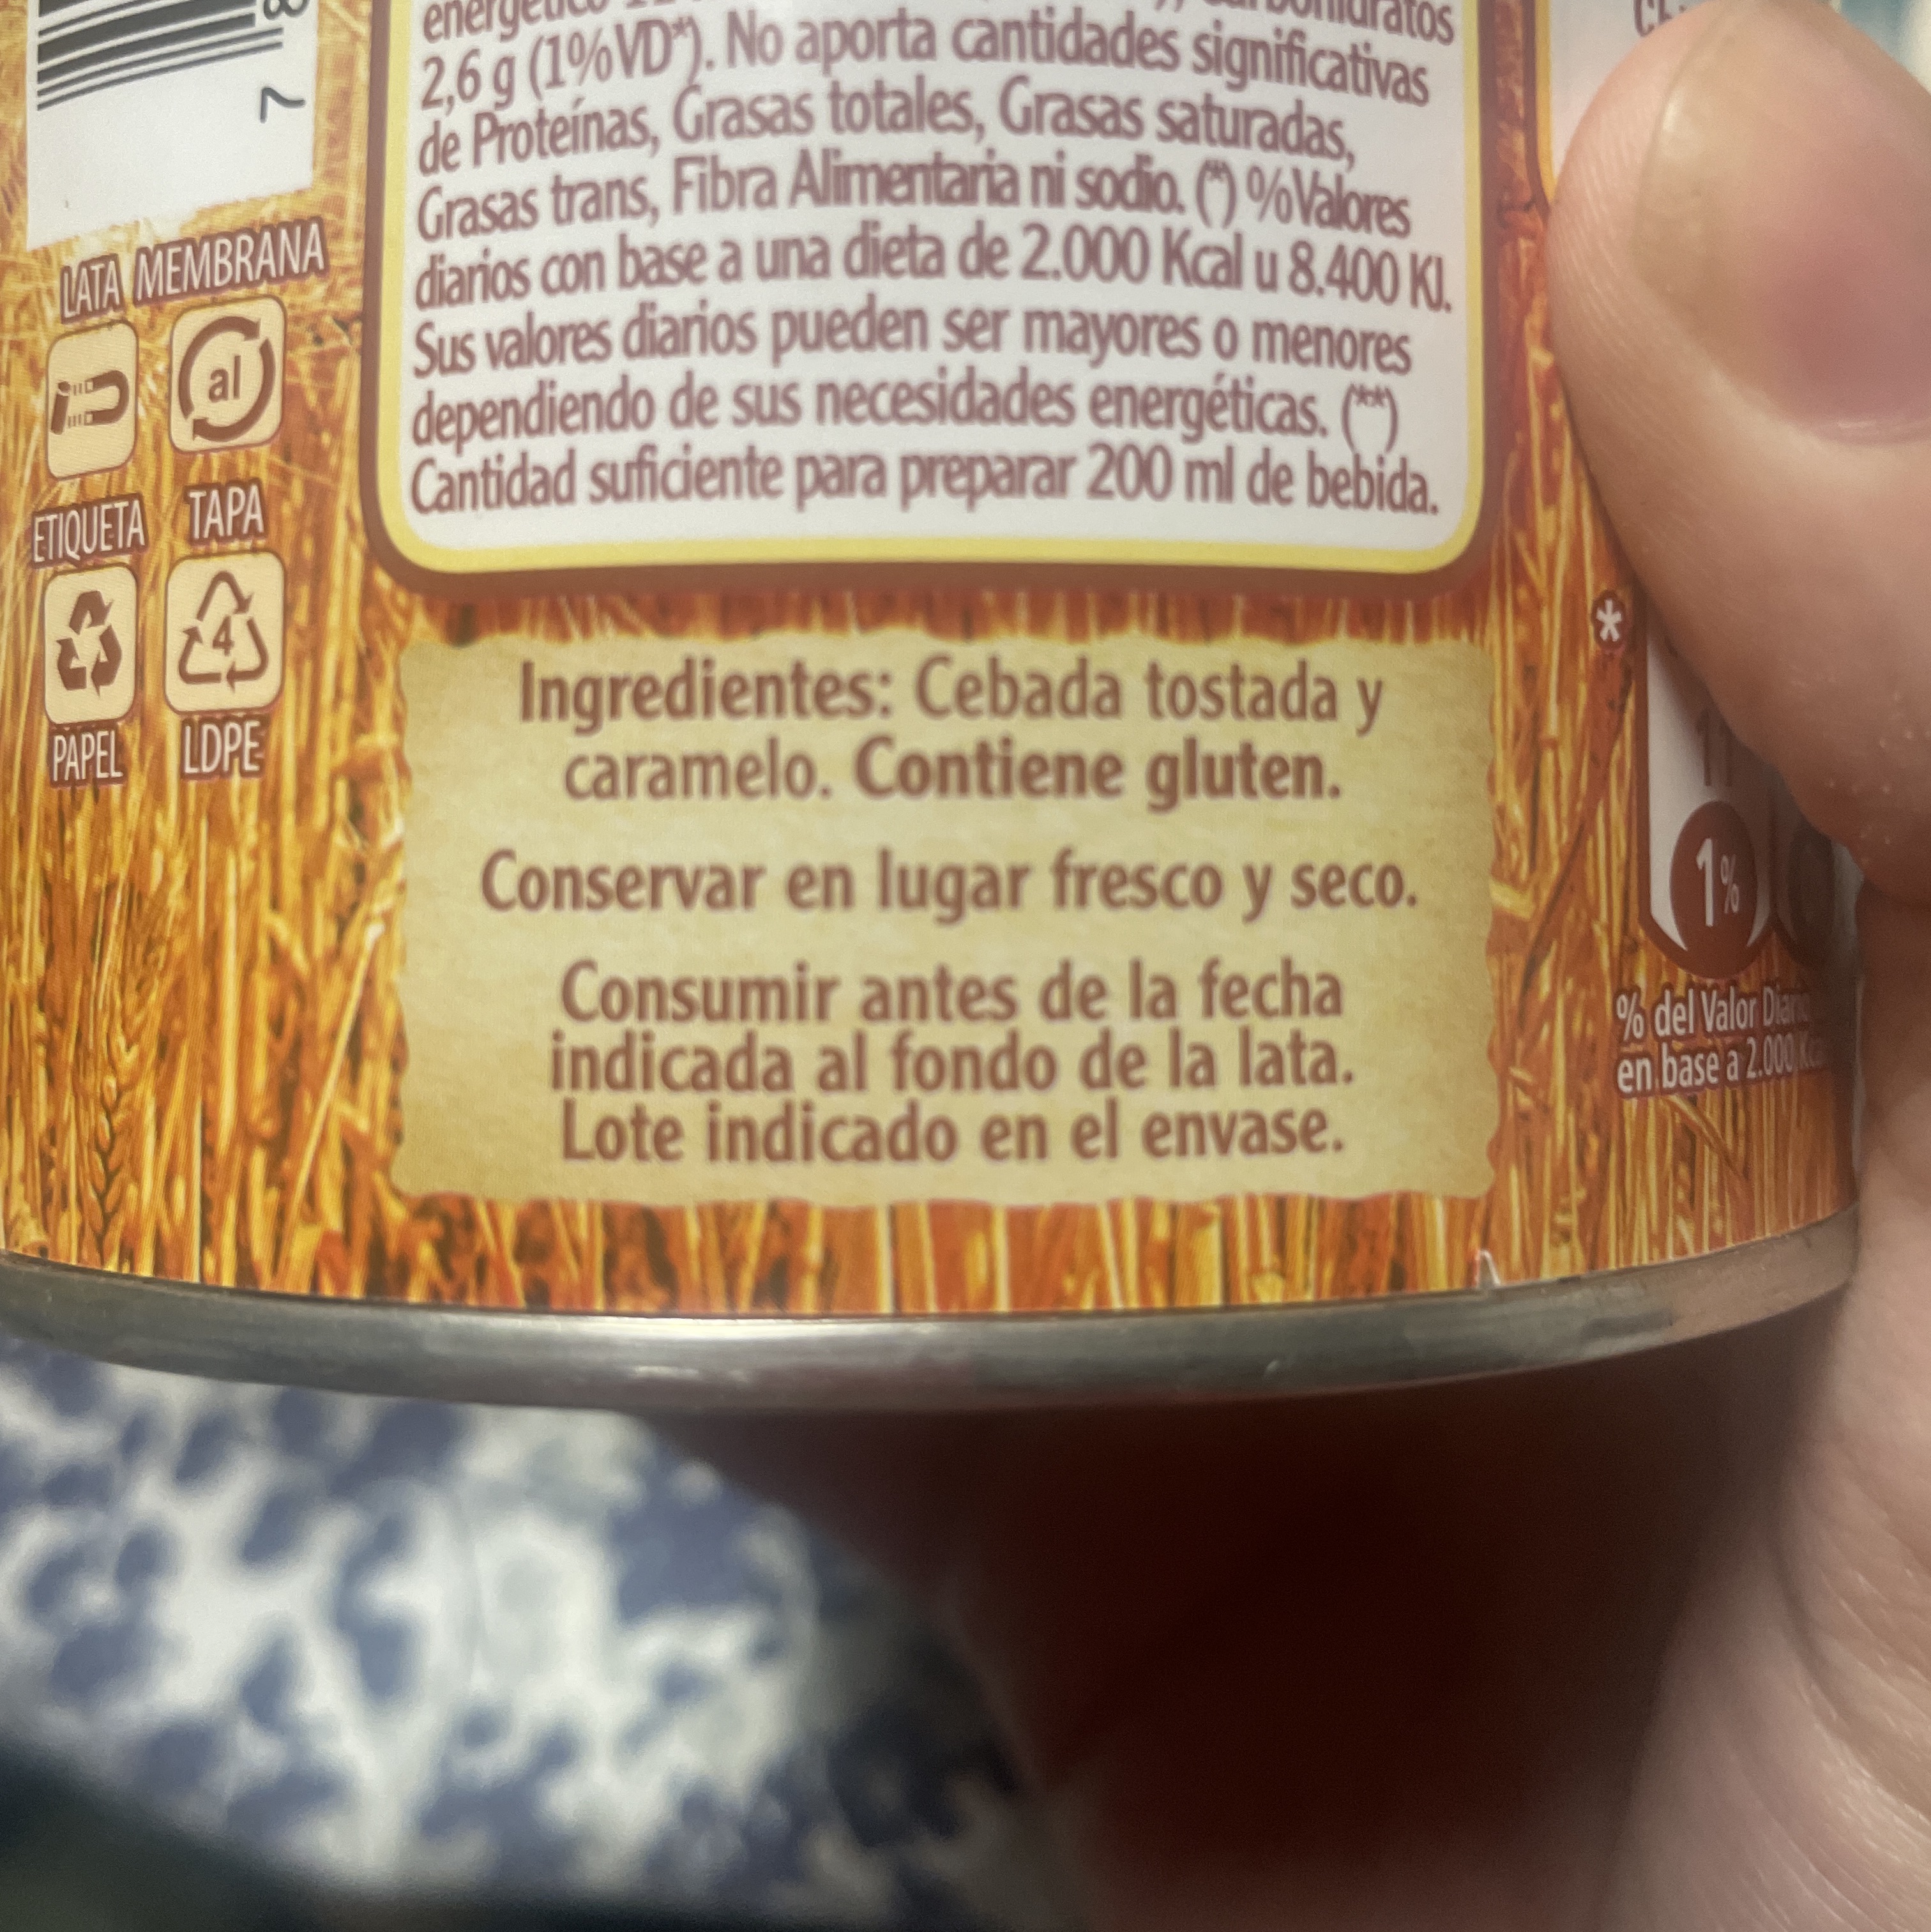 7
2,6 g (1%VD*). No aporta cantidades significativas
de Proteínas, Grasas totales, Grasas saturadas,
Grasas trans, Fibra Alimentaria ni sodio. (*) %Valores
diarios con base a una dieta de 2.000 Kcal u 8.400 KJ.
Sus valores diarios pueden ser mayores o menores
dependiendo de sus necesidades energéticas. (**)
Cantidad suficiente para preparar 200 ml de bebida.
LATA MEMBRANA
al
ETIQUETA TAPA
4
PAPEL LDPE
Ingredientes: Cebada tostada y
caramelo. Contiene gluten.
Conservar en lugar fresco y seco.
Consumir antes de la fecha
indicada al fondo de la lata.
Lote indicado en el envase.
*
1%
% del Valor
en base a 2.000